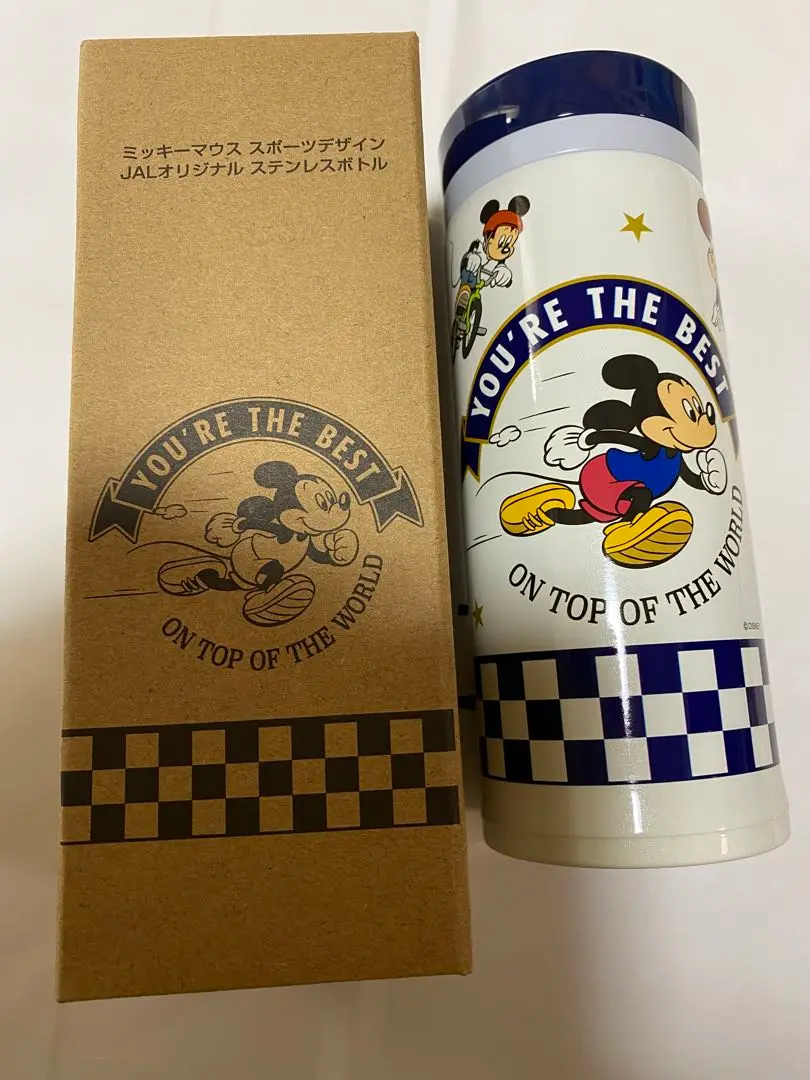 ミッキーマウス スポーツデザイン
JALオリジナル ステンレスボトル
YOU'RE THE BEST
ON TOP OF THE WORLD
YOU'RE THE BEST
ON TOP OF THE WORLD
©DISNEY